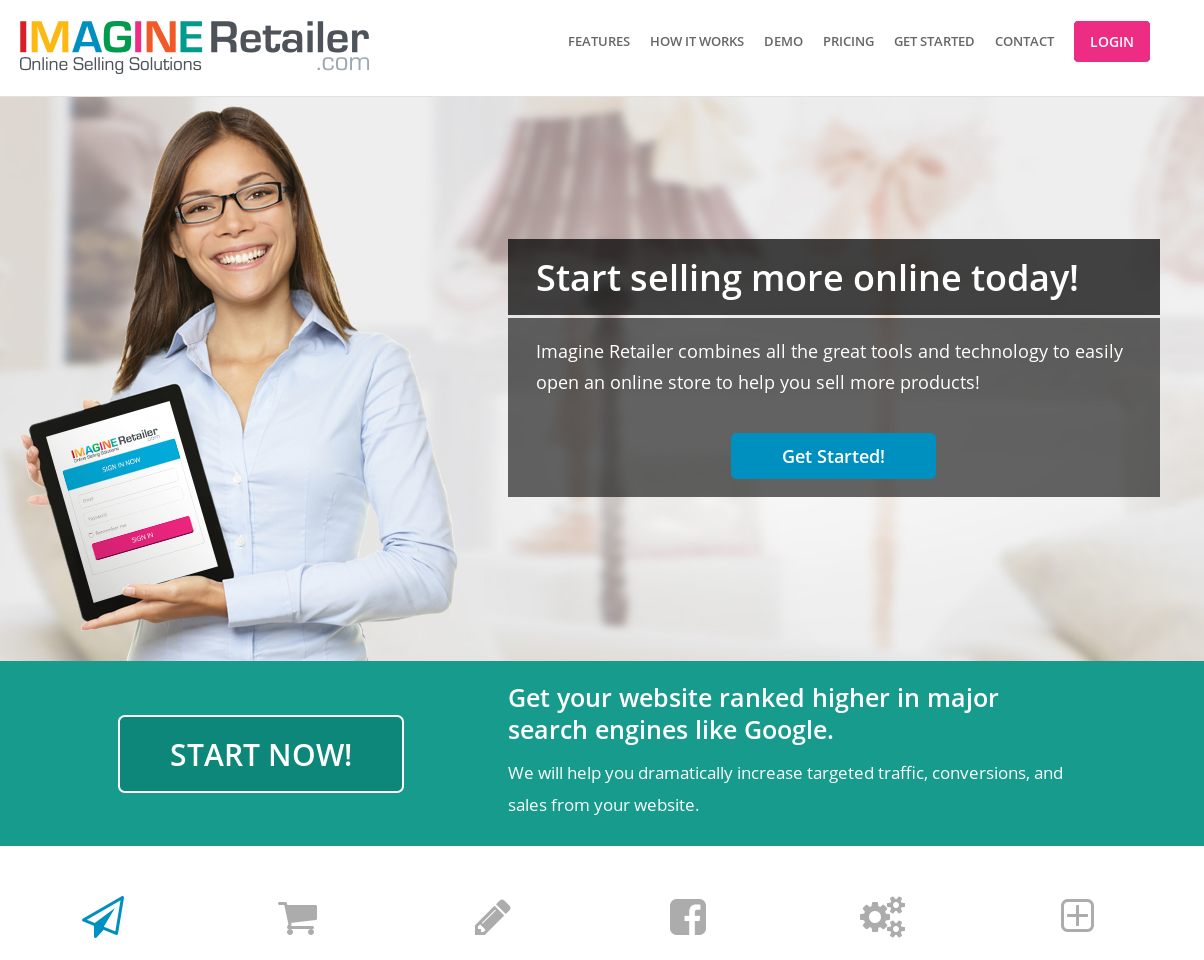 IMAGINE Retailer
Online Selling Solutions .com
FEATURES HOW IT WORKS DEMO PRICING GET STARTED CONTACT LOGIN
Start selling more online today!
Imagine Retailer combines all the great tools and technology to easily
open an online store to help you sell more products!
Get Started!
IMAGINE Retailer
Online Selling Solutions .com
SIGN IN NOW
Email
Password
Remember me
SIGN IN
START NOW!
Get your website ranked higher in major
search engines like Google.
We will help you dramatically increase targeted traffic, conversions, and
sales from your website.